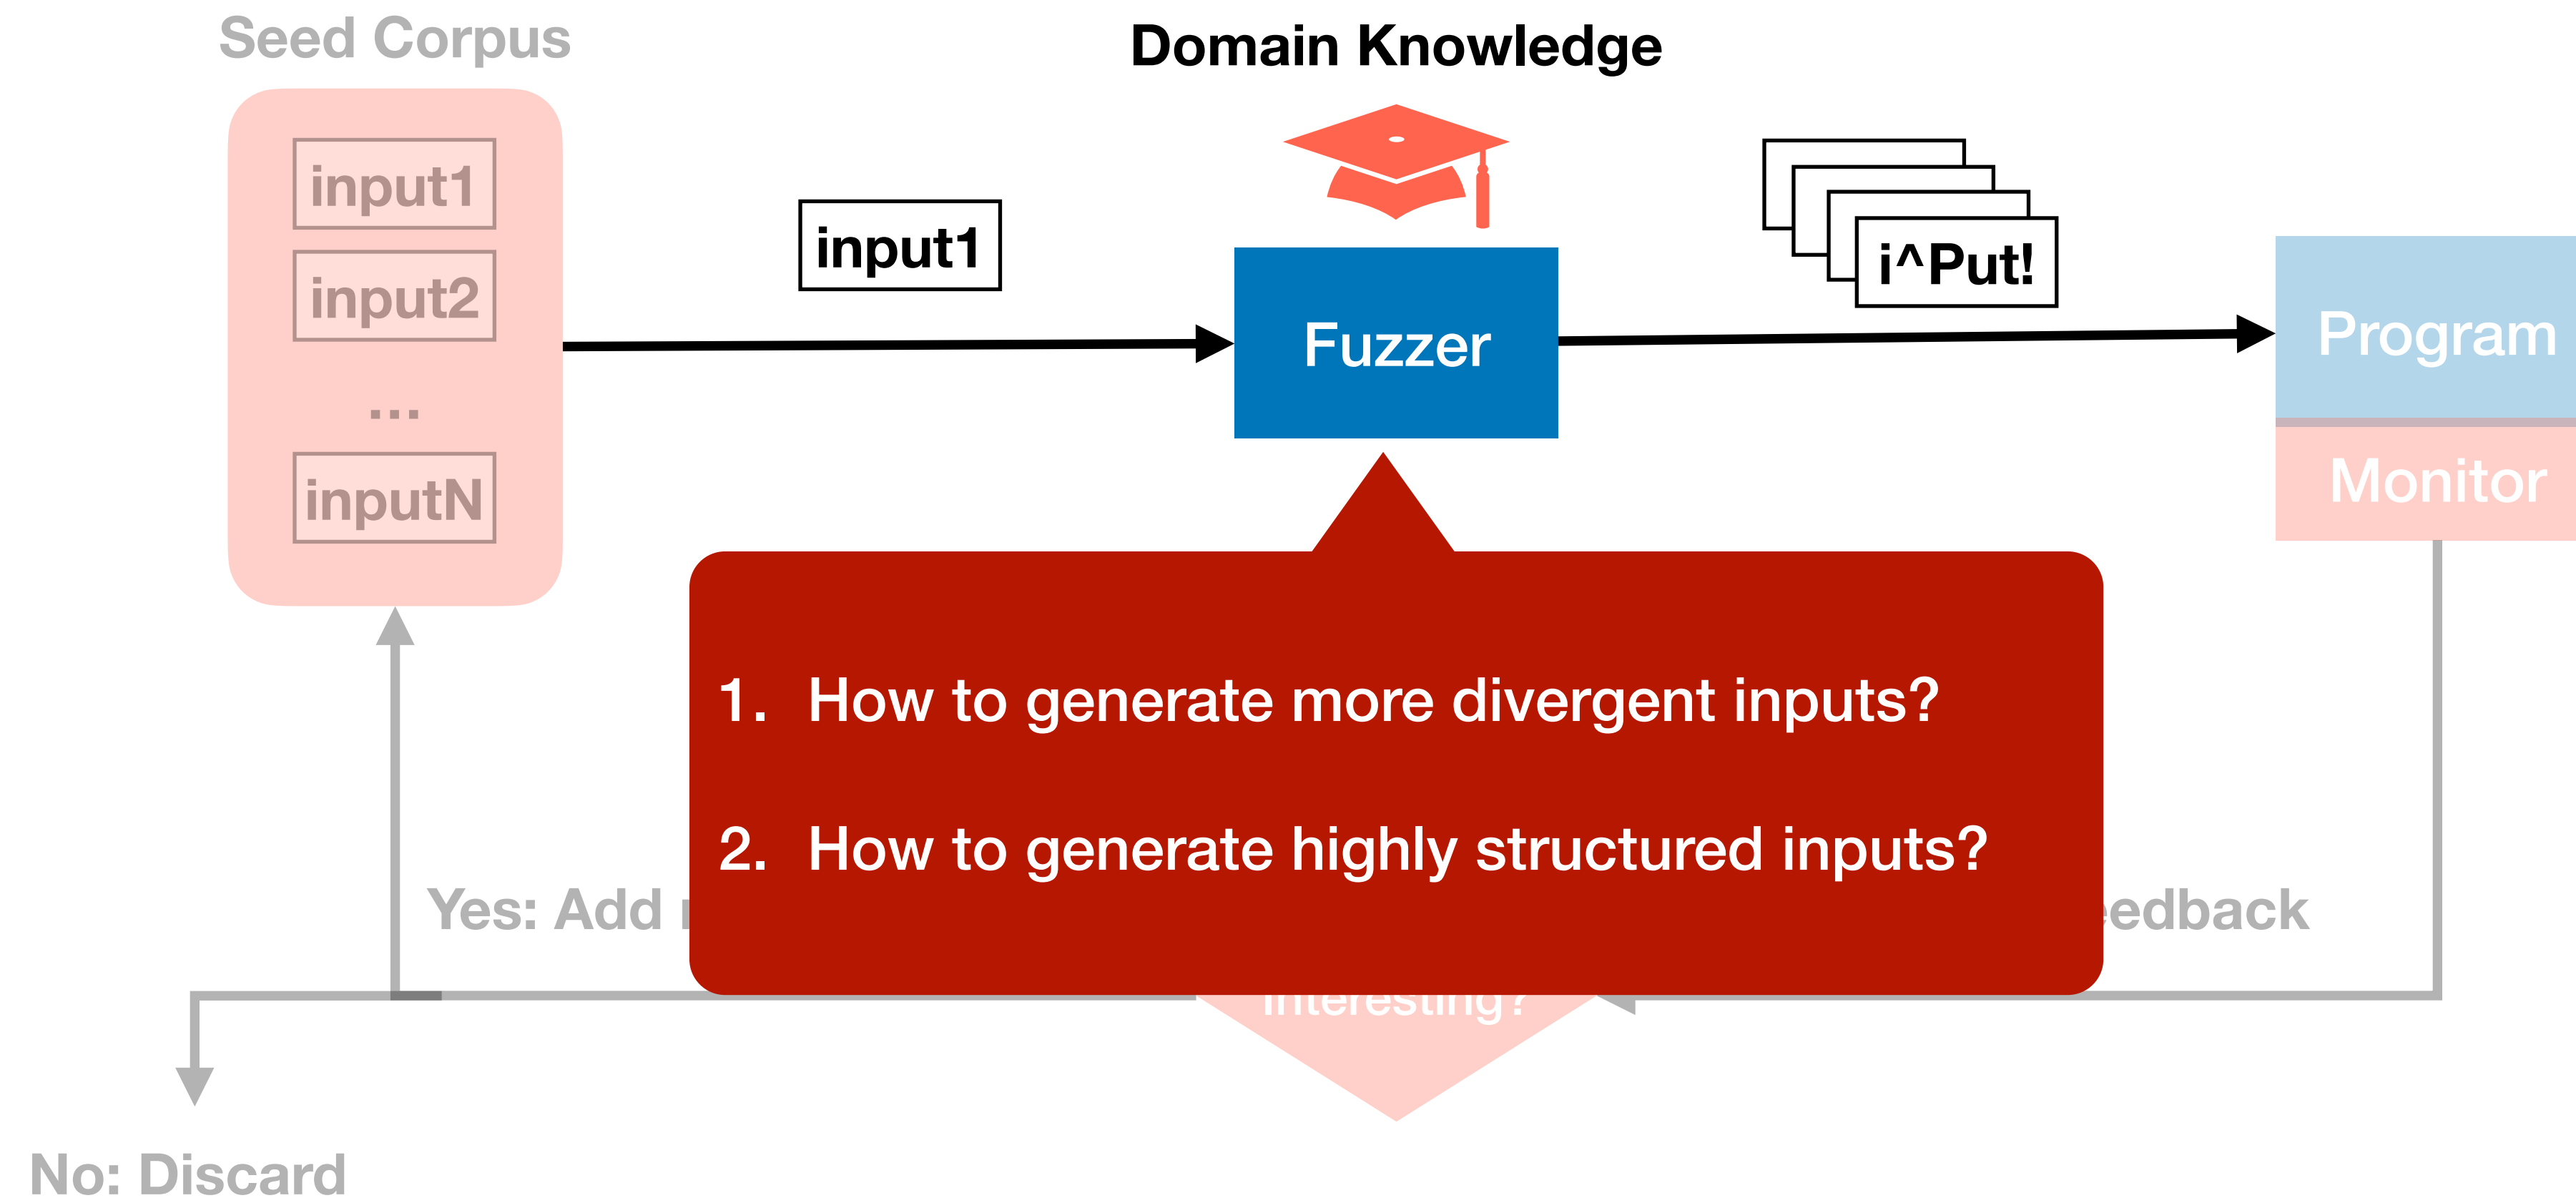 Seed Corpus
Domain Knowledge
input1
input2
...
inputN
input1
i^Put!
Fuzzer
Program
Monitor
1. How to generate more divergent inputs?
2. How to generate highly structured inputs?
Yes: Add
Interesting?
No: Discard